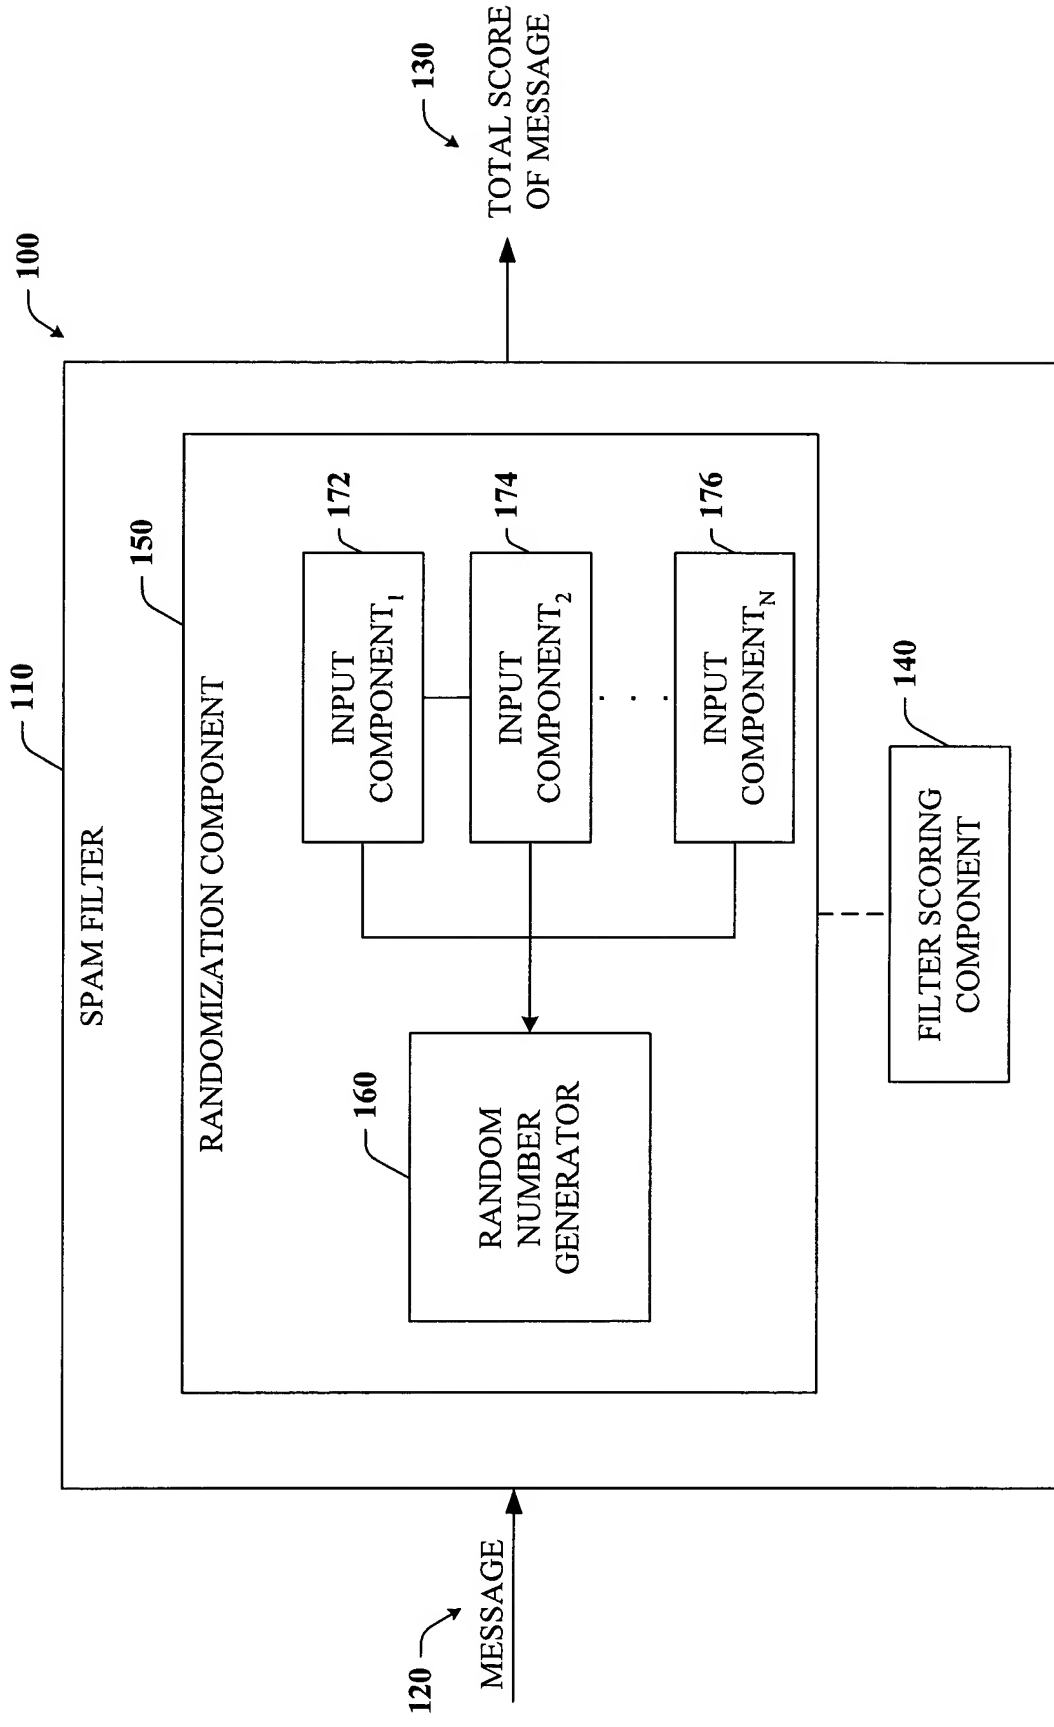 100
110
SPAM FILTER
150
RANDOMIZATION COMPONENT
120
MESSAGE
160
RANDOM
NUMBER
GENERATOR
INPUT
COMPONENT1
172
INPUT
COMPONENT2
174
. . .
INPUT
COMPONENTN
176
FILTER SCORING
COMPONENT
140
130
TOTAL SCORE
OF MESSAGE